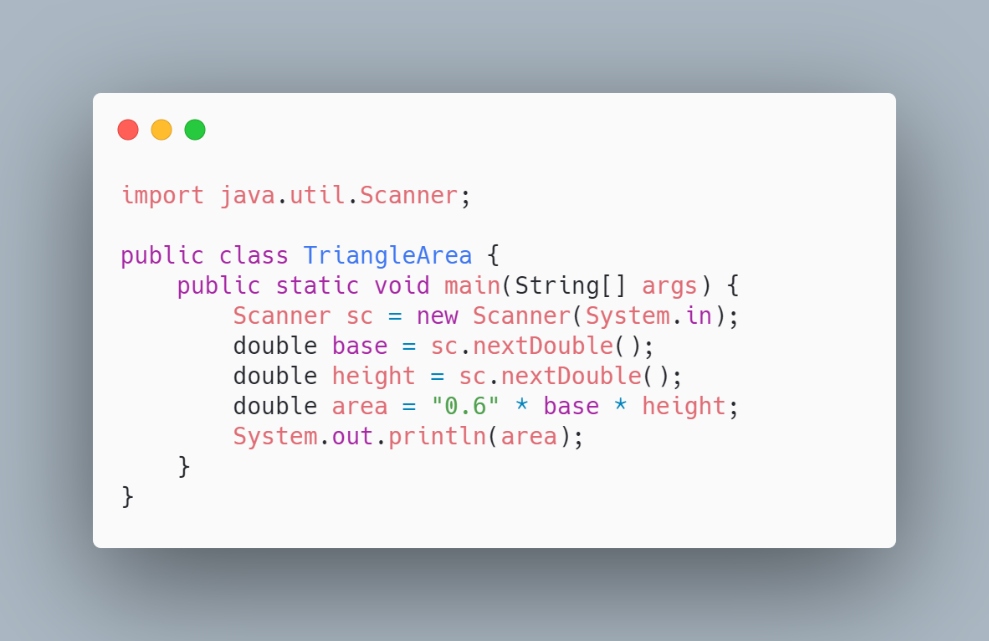 import java.util.Scanner;

public class TriangleArea {
    public static void main(String[] args) {
        Scanner sc = new Scanner(System.in);
        double base = sc.nextDouble();
        double height = sc.nextDouble();
        double area = "0.6" * base * height;
        System.out.println(area);
    }
}